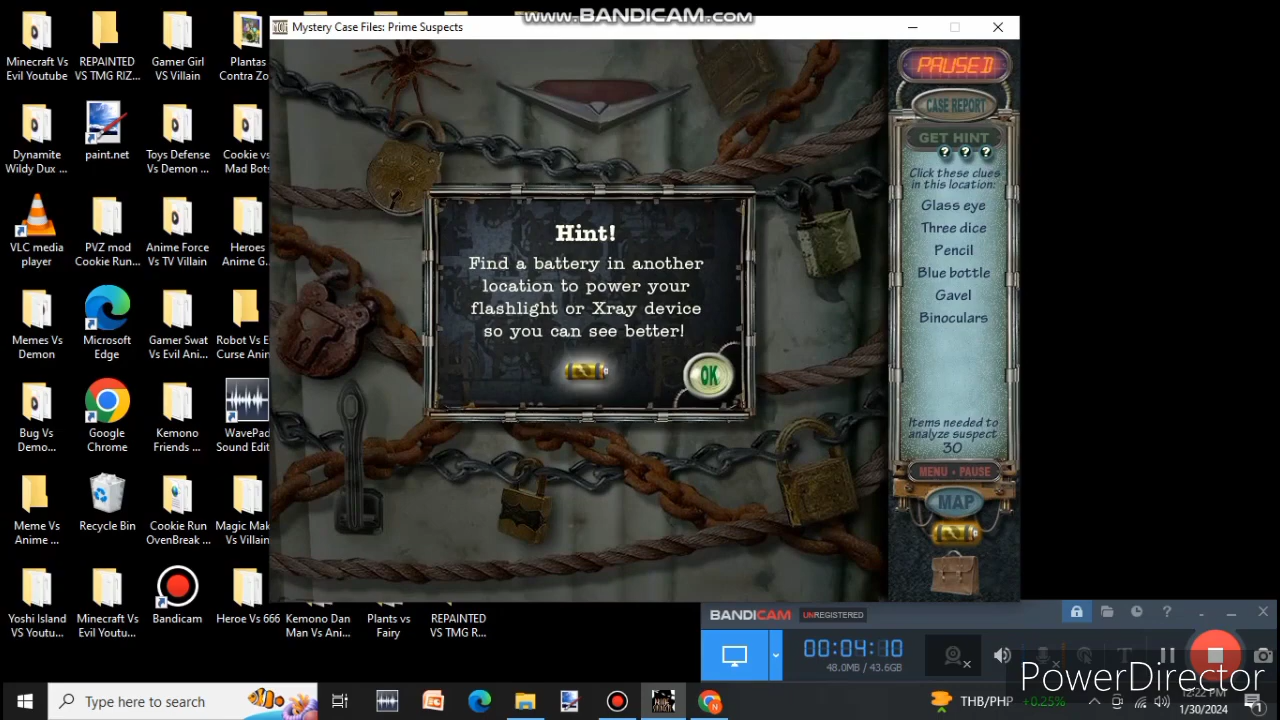 www.BANDICAM.com
Mystery Case Files: Prime Suspects
Minecraft Vs
Evil Youtube
REPAINTED
VS TMG RIZ...
Gamer Girl
VS Villain
Plantas
Contra Zo
Dynamite
Wildy Dux ...
paint.net
Toys Defense
Vs Demon ...
Cookie vs
Mad Bots
VLC media
player
PVZ mod
Cookie Run...
Anime Force
Vs TV Villain
Heroes
Anime G...
Memes Vs
Demon
Microsoft
Edge
Gamer Swat
Vs Evil Ani...
Robot Vs E
Curse Anin
Bug Vs
Demo...
Google
Chrome
Kemono
Friends ...
WavePad
Sound Edit
Meme Vs
Anime ...
Recycle Bin
Cookie Run
OvenBreak ...
Magic Mak
Vs Villain
Yoshi Island
VS Youtu...
Minecraft Vs
Evil Youtu...
Bandicam
Heroe Vs 666
Kemono Dan
Man Vs Ani...
Plants vs
Fairy
REPAINTED
VS TMG R...
Hint!
Find a battery in another
location to power your
flashlight or Xray device
so you can see better!
OK
PAUSED
CASE REPORT
GET HINT
? ? ?
Click these clues
in this location:
Glass eye
Three dice
Pencil
Blue bottle
Gavel
Binoculars
Items needed to
analyze suspect
30
MENU - PAUSE
MAP
BANDICAM UNREGISTERED
00:04:10
48.0MB / 43.6GB
PowerDirector
Type here to search
THB/PHP +0.25%
12:22 PM
1/30/2024